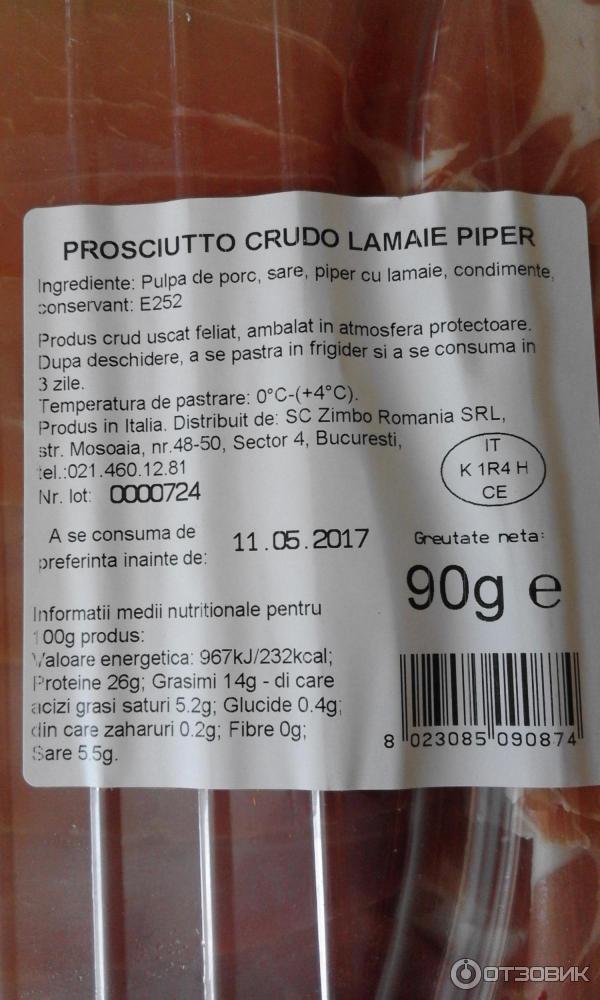 PROSCIUTTO CRUDO LAMAIE PIPER
Ingrediente: Pulpa de porc, sare, piper cu lamaie, condimente,
conservant: E252
Produs crud uscat feliat, ambalat in atmosfera protectoare.
Dupa deschidere, a se pastra in frigider si a se consuma in
3 zile.
Temperatura de pastrare: 0°C-(+4°C).
Produs in Italia. Distribuit de: SC Zimbo Romania SRL,
str. Mosoaia, nr.48-50, Sector 4, Bucuresti,
tel.:021.460.12.81
Nr. lot: 0000724
IT
K 1R4 H
CE
A se consuma de
preferinta inainte de:
11.05.2017
Greutate neta:
90g e
Informatii medii nutritionale pentru
100g produs:
Valoare energetica: 967kJ/232kcal;
Proteine 26g; Grasimi 14g - di care
acizi grasi saturi 5.2g; Glucide 0.4g;
din care zaharuri 0.2g; Fibre 0g;
Sare 5.5g.
8 023085 090874
ОТЗОВИК